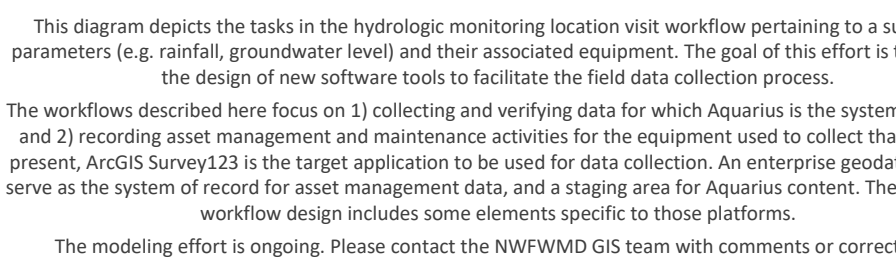 This diagram depicts the tasks in the hydrologic monitoring location visit workflow pertaining to a
parameters (e.g. rainfall, groundwater level) and their associated equipment. The goal of this effort is
the design of new software tools to facilitate the field data collection process.
The workflows described here focus on 1) collecting and verifying data for which Aquarius is the system
and 2) recording asset management and maintenance activities for the equipment used to collect
present, ArcGIS Survey123 is the target application to be used for data collection. An enterprise
serve as the system of record for asset management data, and a staging area for Aquarius content. The
workflow design includes some elements specific to those platforms.
The modeling effort is ongoing. Please contact the NWFWMD GIS team with comments or